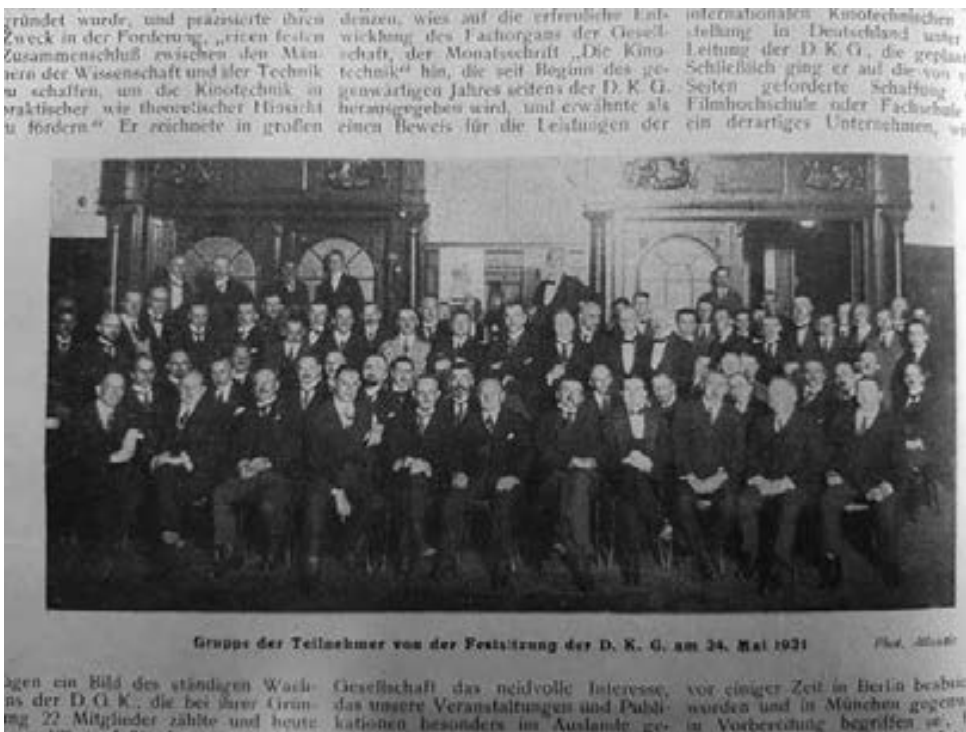 gründet wurde, und präzisierte ihren
Zweck in der Forderung, „einen festen
Zusammenschluß zwischen den Män-
nern der Wissenschaft und der Technik
zu schaffen, um die Kinotechnik in
praktischer wie theoretischer Hinsicht
zu fördern." Er zeichnete in großen
denzen, wies auf die erfreuliche Ent-
wicklung des Fachorgans der Gesell-
schaft, der Monatsschrift „Die Kino-
technik" hin, die seit Beginn des ge-
genwärtigen Jahres seitens der D. K. G.
herausgegeben wird, und erwähnte als
einen Beweis für die Leistungen der
internationalen Kinotechnischen
stellung in Deutschland unter
Leitung der D. K. G., die geplant
Schließlich ging er auf die von
Seiten geforderte Schaffung
Filmhochschule oder Fachschule
ein derartiges Unternehmen,
Gruppe der Teilnehmer von der Festsitzung der D. K. G. am 24. Mai 1921
Phot.
agen ein Bild des ständigen Wach-
ns der D. G. K., die bei ihrer Grün-
ung 22 Mitglieder zählte und heute
Gesellschaft das neidvolle Interesse,
das unsere Veranstaltungen und Publi-
kationen besonders im Auslande ge-
vor einiger Zeit in Berlin
worden und in München
in Vorbereitung begriffen